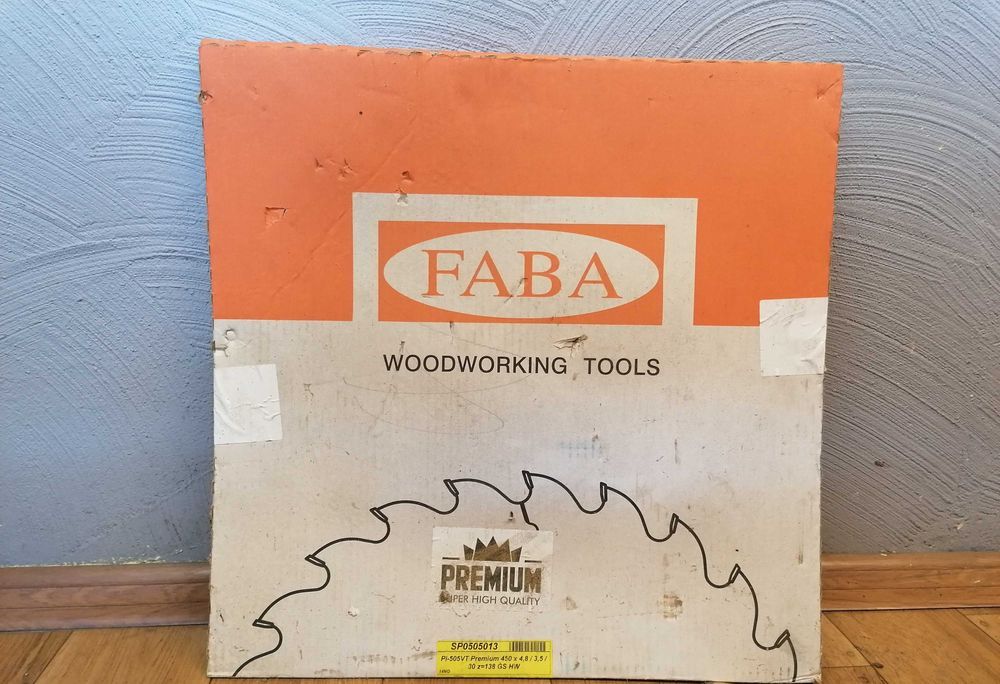 FABA
WOODWORKING TOOLS
PREMIUM
SUPER HIGH QUALITY
SP0505013
PI-505VT Premium 450 x 4,8 / 3,5 /
30 z=138 GS HW